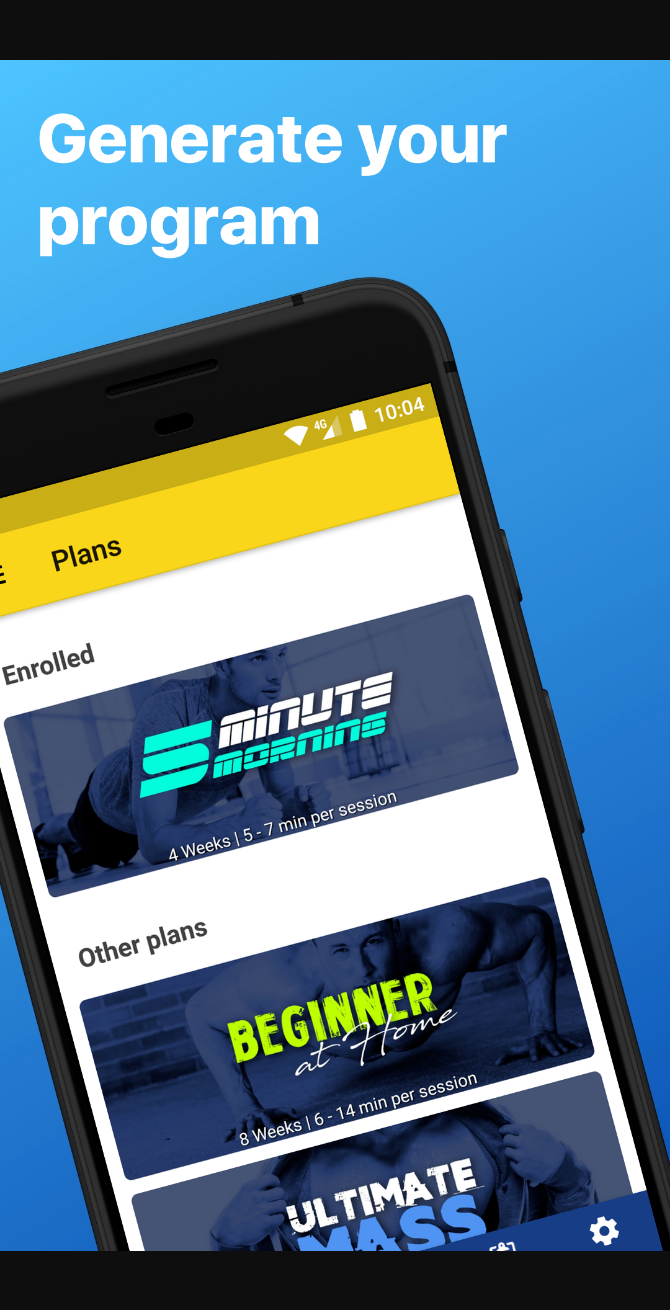 Generate your
program
4G 10:04
Plans
Enrolled
5 MINUTE
MORNING
4 Weeks | 5 - 7 min per session
Other plans
BEGINNER
at Home
8 Weeks | 6 - 14 min per session
ULTIMATE
MASS